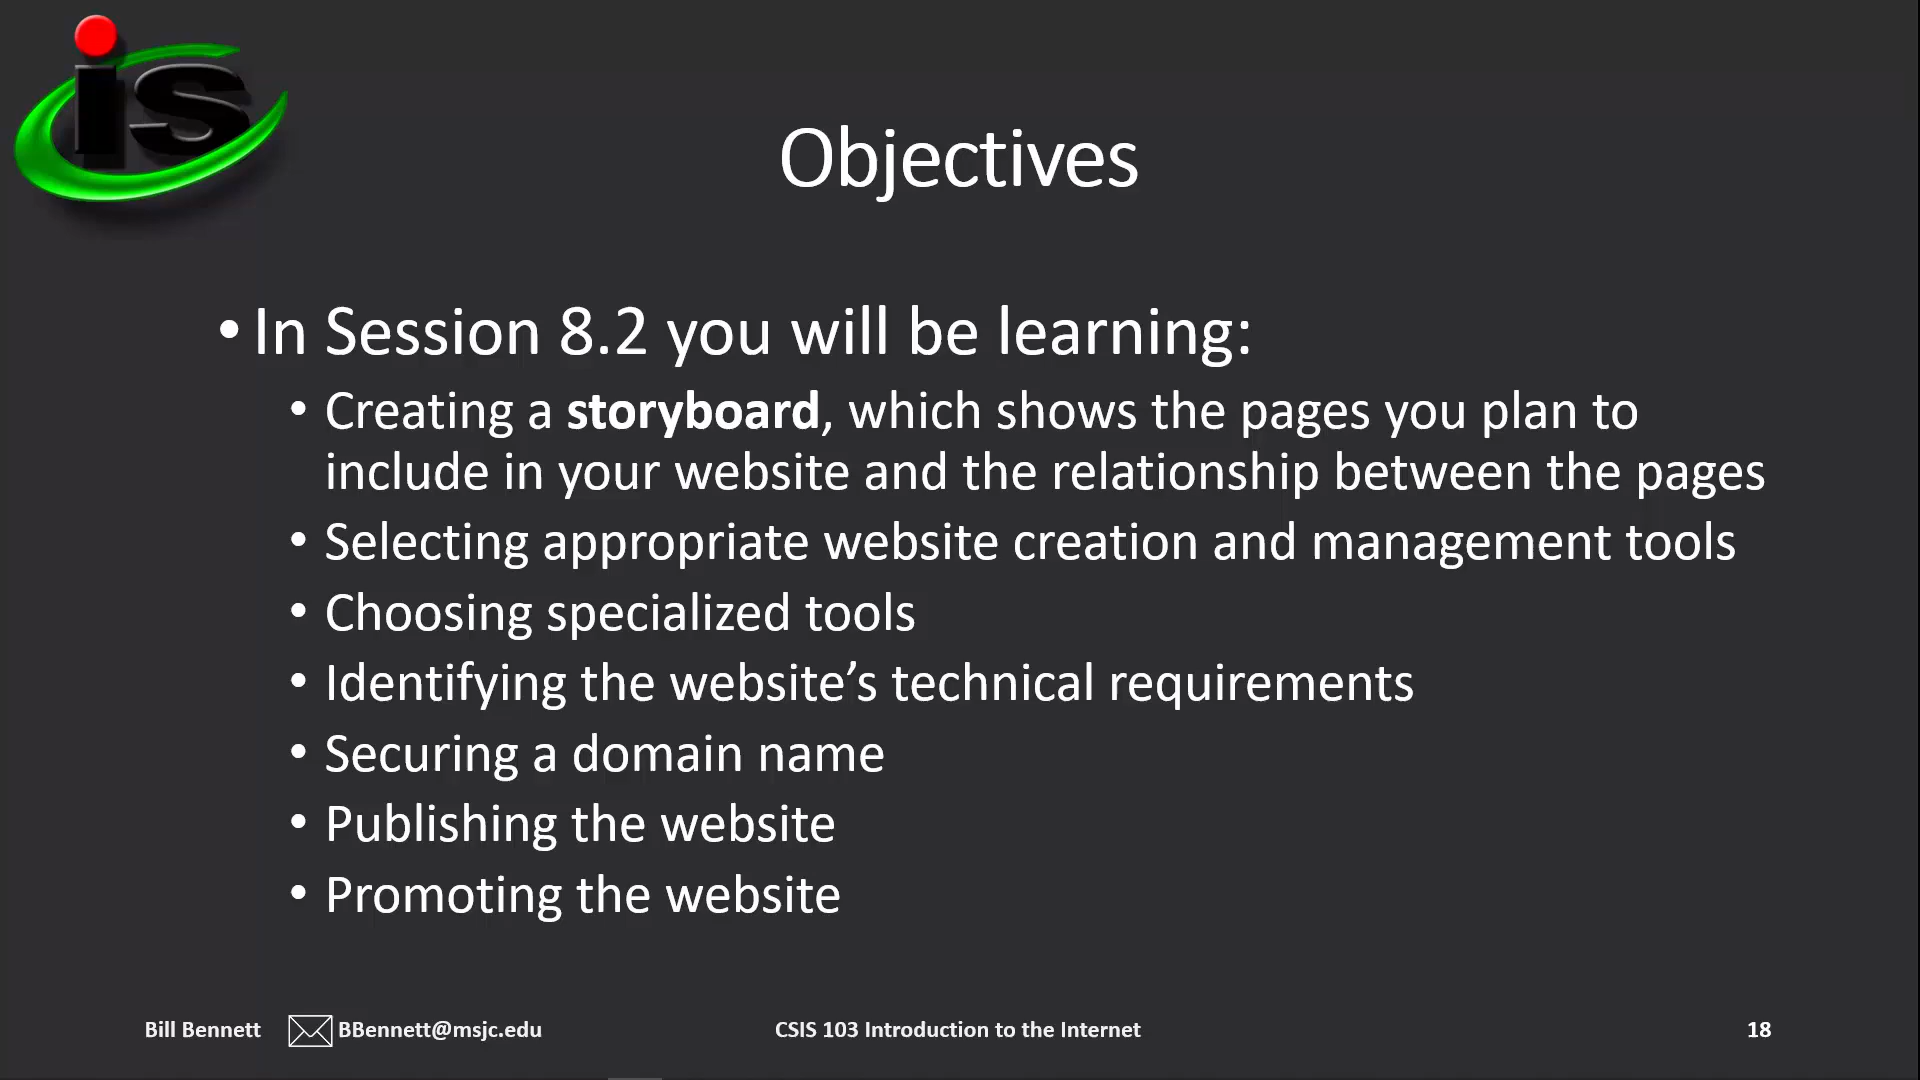 is
Objectives
• In Session 8.2 you will be learning:
• Creating a storyboard, which shows the pages you plan to
include in your website and the relationship between the pages
• Selecting appropriate website creation and management tools
• Choosing specialized tools
• Identifying the website’s technical requirements
• Securing a domain name
• Publishing the website
• Promoting the website
Bill Bennett BBennett@msjc.edu CSIS 103 Introduction to the Internet 18